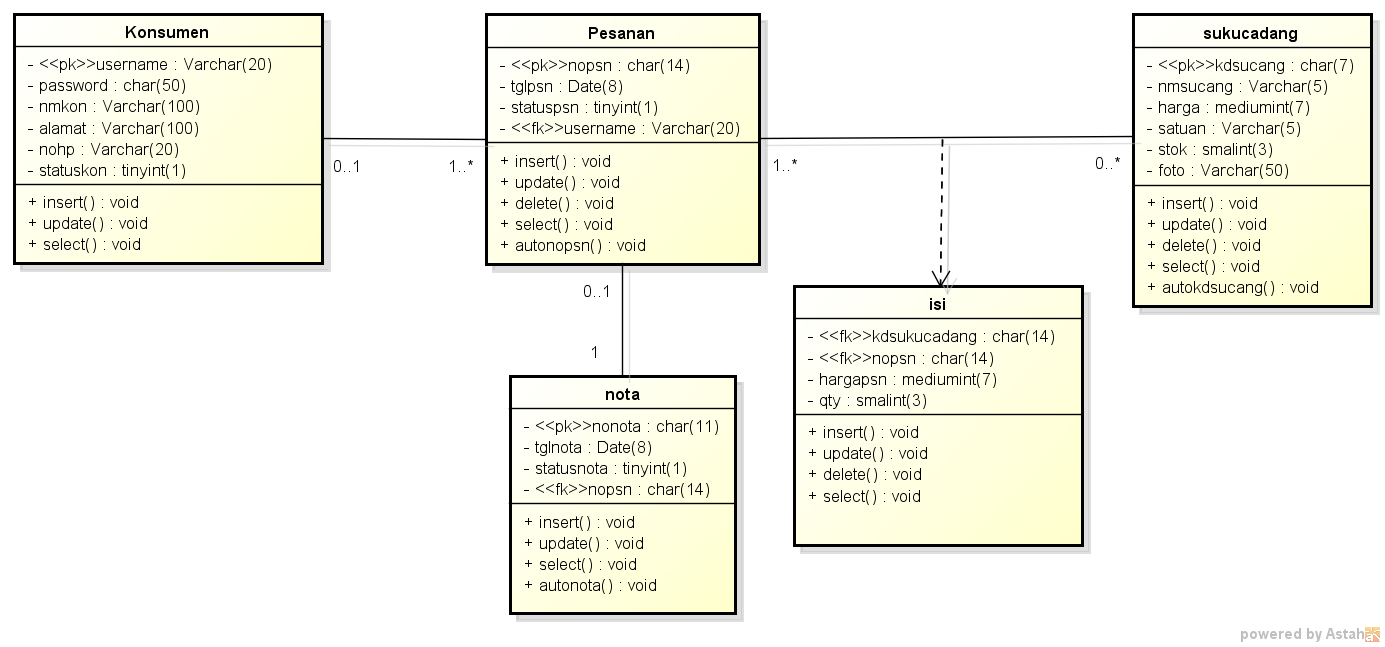 Konsumen
- <<pk>>username : Varchar(20)
- password : char(50)
- nmkon : Varchar(100)
- alamat : Varchar(100)
- nohp : Varchar(20)
- statuskon : tinyint(1)
+ insert() : void
+ update() : void
+ select() : void
0..1
1..*
Pesanan
- <<pk>>nopsn : char(14)
- tglpsn : Date(8)
- statuspsn : tinyint(1)
- <<fk>>username : Varchar(20)
+ insert() : void
+ update() : void
+ delete() : void
+ select() : void
+ autonopsn() : void
1..*
0..*
sukucadang
- <<pk>>kdsucang : char(7)
- nmsucang : Varchar(5)
- harga : mediumint(7)
- satuan : Varchar(5)
- stok : smalint(3)
- foto : Varchar(50)
+ insert() : void
+ update() : void
+ delete() : void
+ select() : void
+ autokdsucang() : void
0..1
1
nota
- <<pk>>nonota : char(11)
- tglnota : Date(8)
- statusnota : tinyint(1)
- <<fk>>nopsn : char(14)
+ insert() : void
+ update() : void
+ select() : void
+ autonota() : void
isi
- <<fk>>kdsukucadang : char(14)
- <<fk>>nopsn : char(14)
- hargapsn : mediumint(7)
- qty : smalint(3)
+ insert() : void
+ update() : void
+ delete() : void
+ select() : void
powered by Astah